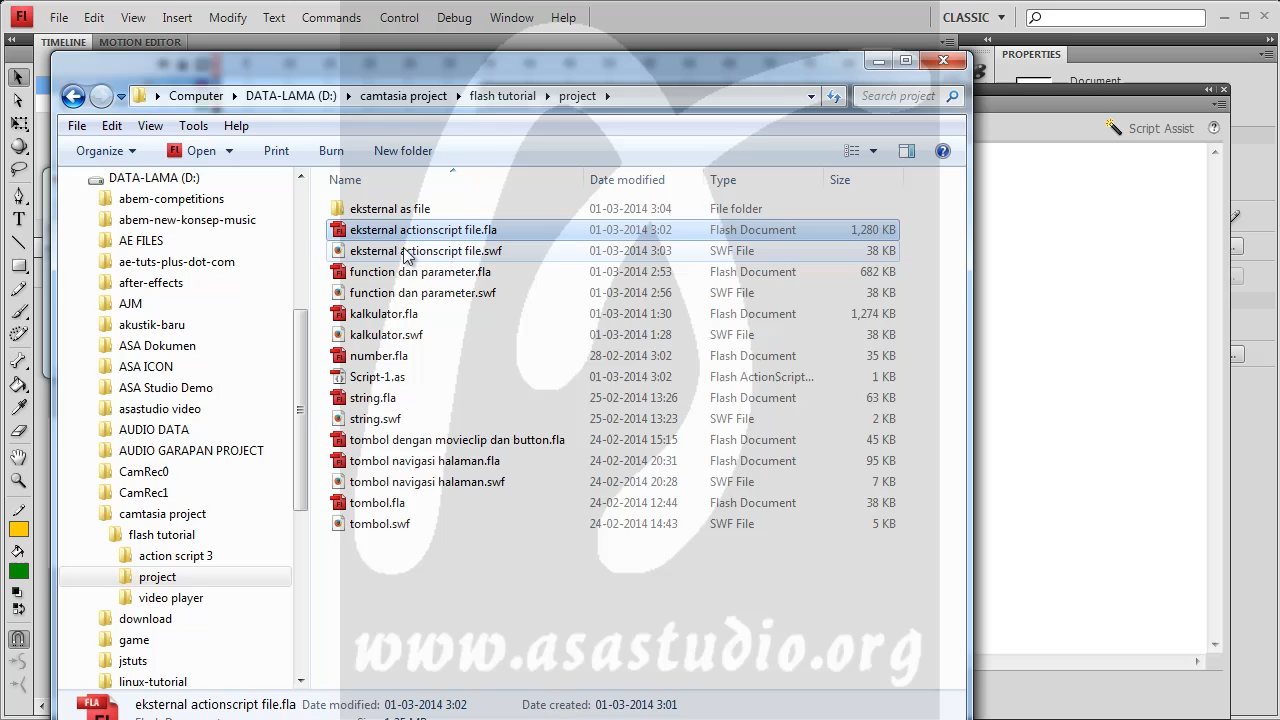 File Edit View Insert Modify Text Commands Control Debug Window Help CLASSIC
TIMELINE MOTION EDITOR PROPERTIES
Document
Computer DATA-LAMA (D:) camtasia project flash tutorial project Search project
File Edit View Tools Help
Script Assist
Organize Open Print Burn New folder
DATA-LAMA (D:)
abem-competitions
abem-new-konsep-music
AE FILES
ae-tuts-plus-dot-com
after-effects
AJM
akustik-baru
ASA Dokumen
ASA ICON
ASA Studio Demo
asastudio video
AUDIO DATA
AUDIO GARAPAN PROJECT
CamRec0
CamRec1
camtasia project
flash tutorial
action script 3
project
video player
download
game
jstuts
linux-tutorial
Name Date modified Type Size
eksternal as file 01-03-2014 3:04 File folder
eksternal actionscript file.fla 01-03-2014 3:02 Flash Document 1,280 KB
eksternal actionscript file.swf 01-03-2014 3:03 SWF File 38 KB
function dan parameter.fla 01-03-2014 2:53 Flash Document 682 KB
function dan parameter.swf 01-03-2014 2:56 SWF File 38 KB
kalkulator.fla 01-03-2014 1:30 Flash Document 1,274 KB
kalkulator.swf 01-03-2014 1:28 SWF File 38 KB
number.fla 28-02-2014 3:02 Flash Document 35 KB
Script-1.as 01-03-2014 3:02 Flash ActionScript... 1 KB
string.fla 25-02-2014 13:26 Flash Document 63 KB
string.swf 25-02-2014 13:23 SWF File 2 KB
tombol dengan movieclip dan button.fla 24-02-2014 15:15 Flash Document 45 KB
tombol navigasi halaman.fla 24-02-2014 20:31 Flash Document 95 KB
tombol navigasi halaman.swf 24-02-2014 20:28 SWF File 7 KB
tombol.fla 24-02-2014 12:44 Flash Document 38 KB
tombol.swf 24-02-2014 14:43 SWF File 5 KB
www.asastudio.org
eksternal actionscript file.fla Date modified: 01-03-2014 3:02 Date created: 01-03-2014 3:01